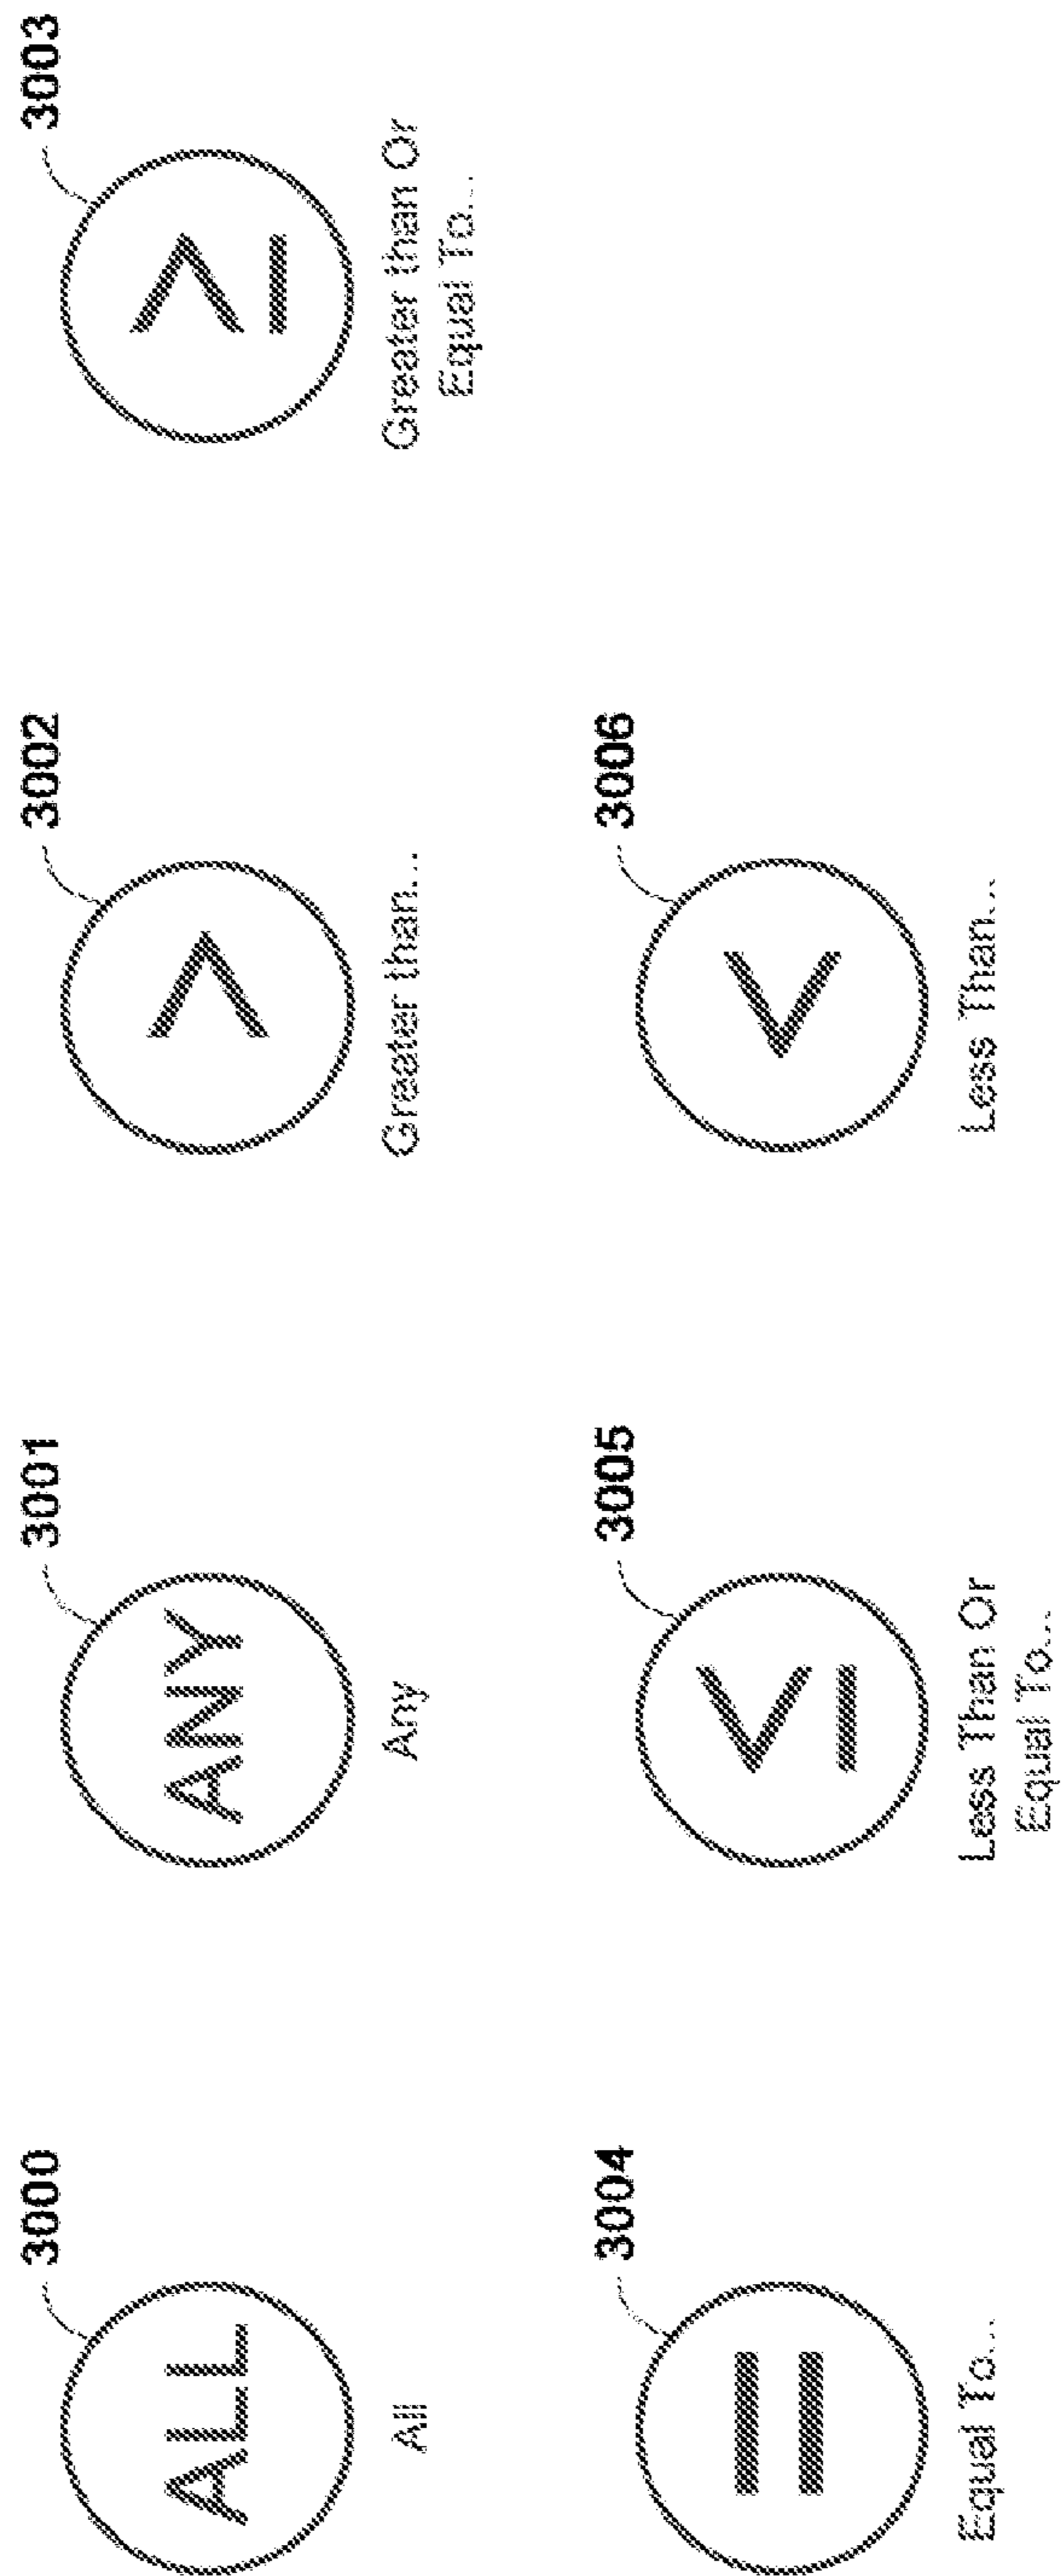 3000
ALL
All
3001
ANY
Any
3002
>
Greater than...
3003
≥
Greater than Or
Equal To...
3004
=
Equal To...
3005
≤
Less Than Or
Equal To...
3006
<
Less Than...